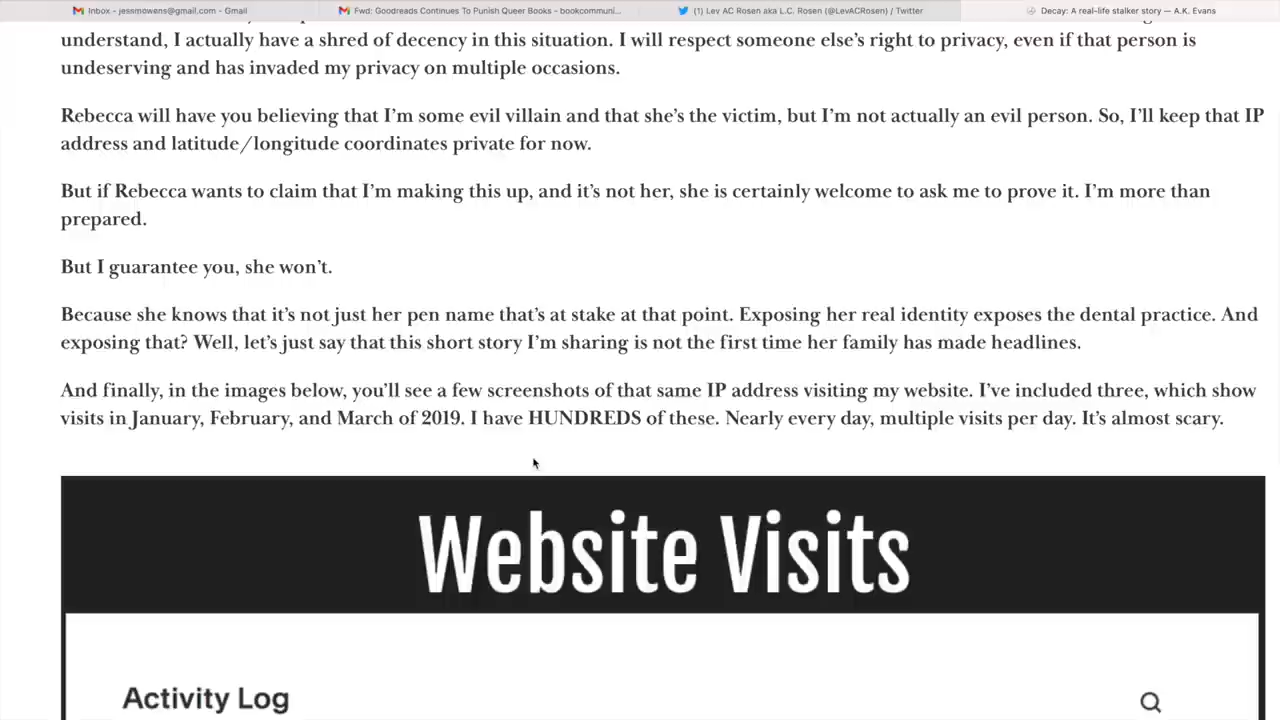 Inbox - jessmowens@gmail.com - Gmail
Fwd: Goodreads Continues To Punish Queer Books - bookcommuni...
(1) Lev AC Rosen aka L.C. Rosen (@LevACRosen) / Twitter
Decay: A real-life stalker story — A.K. Evans
understand, I actually have a shred of decency in this situation. I will respect someone else's right to privacy, even if that person is
undeserving and has invaded my privacy on multiple occasions.
Rebecca will have you believing that I'm some evil villain and that she's the victim, but I'm not actually an evil person. So, I'll keep that IP
address and latitude/longitude coordinates private for now.
But if Rebecca wants to claim that I'm making this up, and it's not her, she is certainly welcome to ask me to prove it. I'm more than
prepared.
But I guarantee you, she won't.
Because she knows that it's not just her pen name that's at stake at that point. Exposing her real identity exposes the dental practice. And
exposing that? Well, let's just say that this short story I'm sharing is not the first time her family has made headlines.
And finally, in the images below, you'll see a few screenshots of that same IP address visiting my website. I've included three, which show
visits in January, February, and March of 2019. I have HUNDREDS of these. Nearly every day, multiple visits per day. It's almost scary.
Website Visits
Activity Log